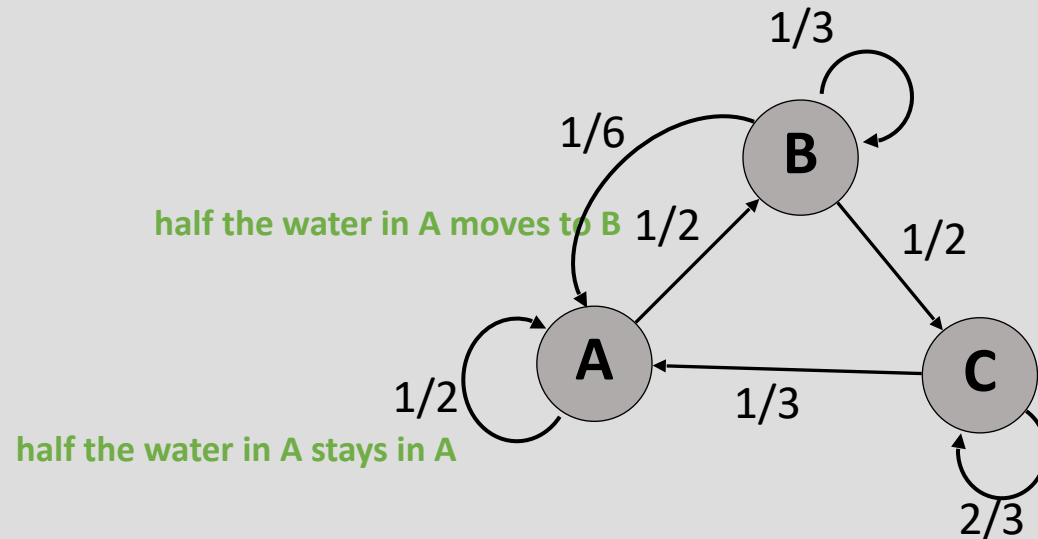 1/3
B
1/6
half the water in A moves to B
1/2
1/2
A
C
1/2
1/3
half the water in A stays in A
2/3